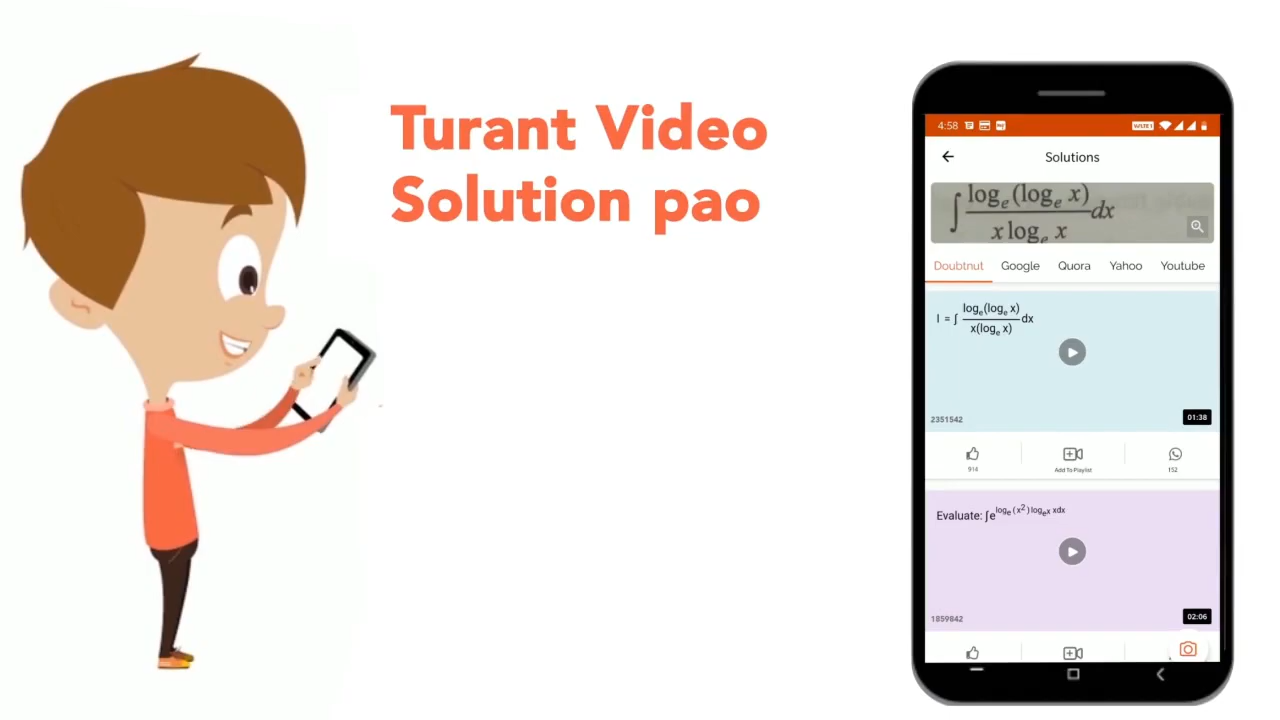 Turant Video
Solution pao
4:58
VoLTE1
Solutions
∫ logₑ(logₑ x) / x logₑ x dx
Doubtnut Google Quora Yahoo Youtube
I = ∫ logₑ(logₑ x) / x(logₑ x) dx
2351542 01:38
914 Add To Playlist 152
Evaluate: ∫e^logₑ(x²)logₑx xdx
1859842 02:06